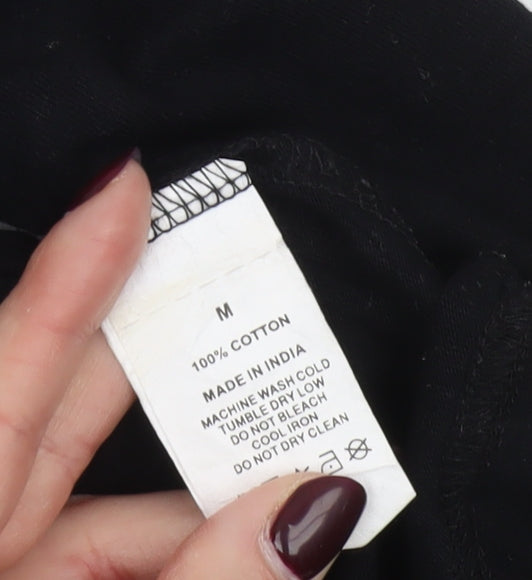 M
100% COTTON
MADE IN INDIA
MACHINE WASH COLD
TUMBLE DRY LOW
DO NOT BLEACH
COOL IRON
DO NOT DRY CLEAN